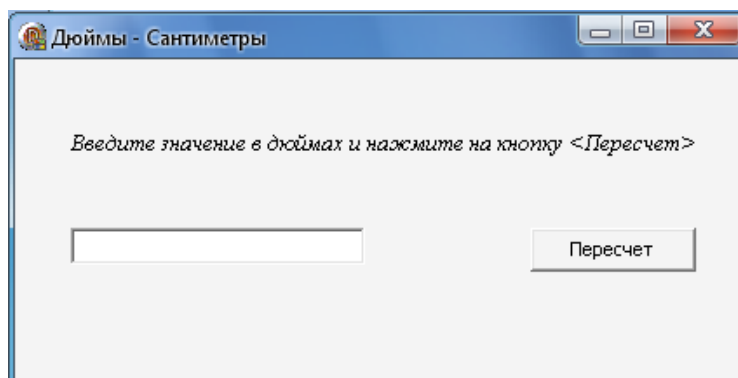 Дюймы - Сантиметры
Введите значение в дюймах и нажмите на кнопку <Пересчет>
Пересчет